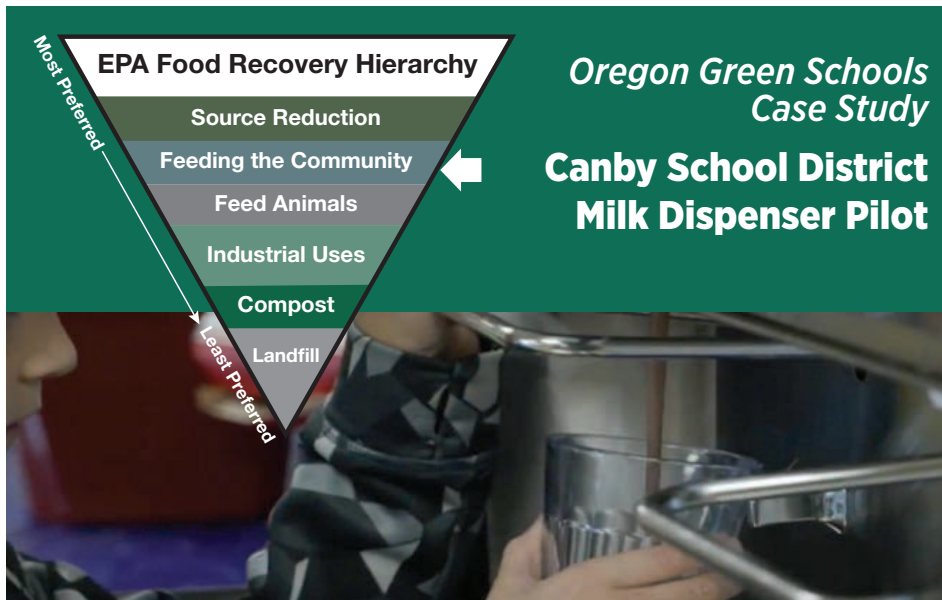 Most Preferred
EPA Food Recovery Hierarchy
Source Reduction
Feeding the Community
Feed Animals
Industrial Uses
Compost
Landfill
Least Preferred
Oregon Green Schools
Case Study
Canby School District
Milk Dispenser Pilot